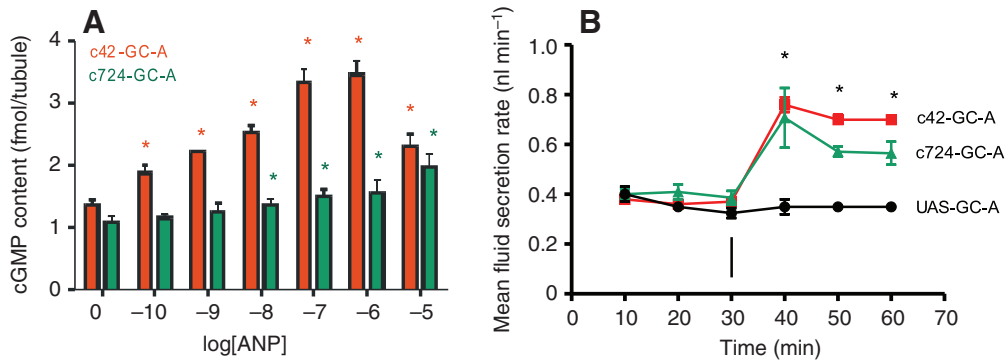 A
c42-GC-A
c724-GC-A
cGMP content (fmol/tubule)
4
3
2
1
0
* * * * * * * * * *
0 –10 –9 –8 –7 –6 –5
log[ANP]
B
Mean fluid secretion rate (nl min–1)
1.0
0.8
0.6
0.4
0.2
0
* * *
c42-GC-A
c724-GC-A
UAS-GC-A
0 10 20 30 40 50 60 70
Time (min)